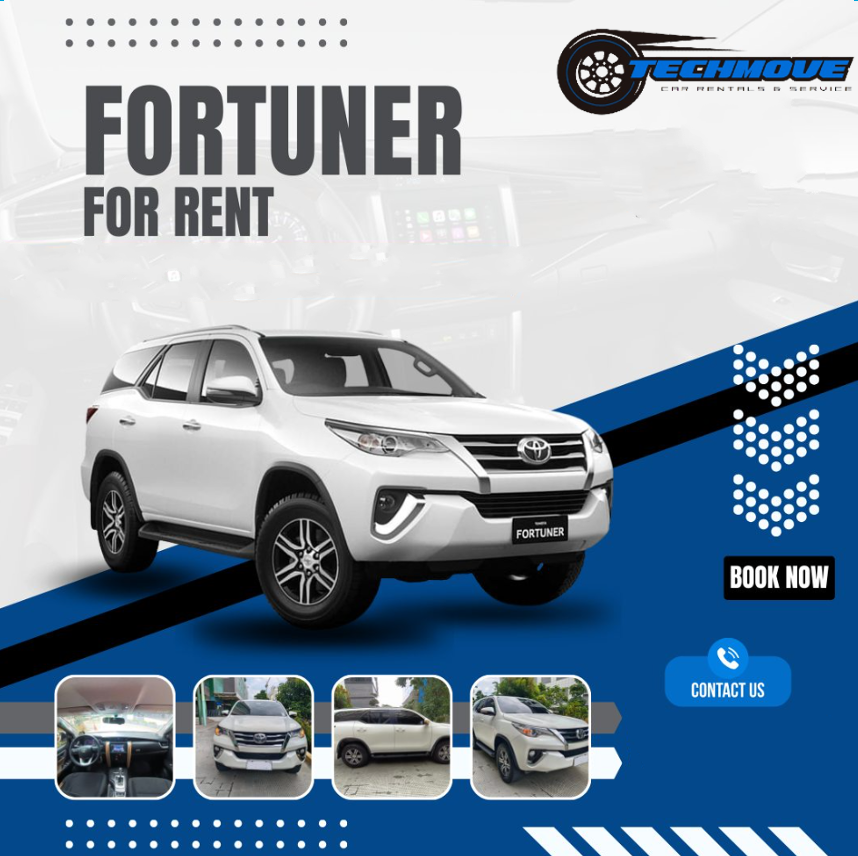 TECHMOVE
CAR RENTALS & SERVICE
FORTUNER
FOR RENT
FORTUNER
BOOK NOW
CONTACT US